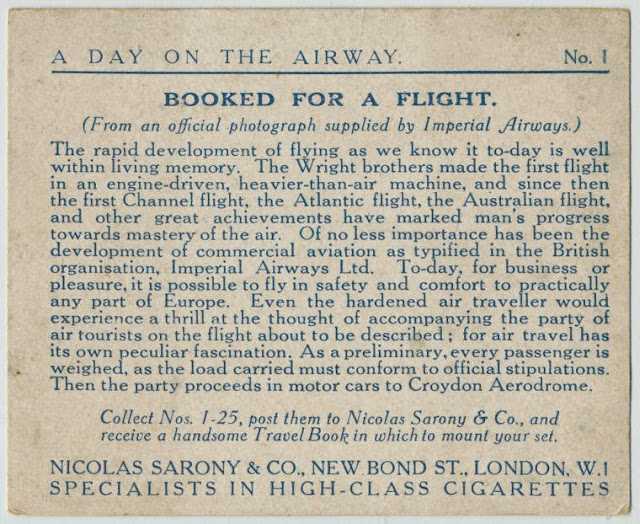 A DAY ON THE AIRWAY. No. 1
BOOKED FOR A FLIGHT.
(From an official photograph supplied by Imperial Airways.)
The rapid development of flying as we know it to-day is well
within living memory. The Wright brothers made the first flight
in an engine-driven, heavier-than-air machine, and since then
the first Channel flight, the Atlantic flight, the Australian flight,
and other great achievements have marked man's progress
towards mastery of the air. Of no less importance has been the
development of commercial aviation as typified in the British
organisation, Imperial Airways Ltd. To-day, for business or
pleasure, it is possible to fly in safety and comfort to practically
any part of Europe. Even the hardened air traveller would
experience a thrill at the thought of accompanying the party of
air tourists on the flight about to be described; for air travel has
its own peculiar fascination. As a preliminary, every passenger is
weighed, as the load carried must conform to official stipulations.
Then the party proceeds in motor cars to Croydon Aerodrome.
Collect Nos. 1-25, post them to Nicolas Sarony & Co., and
receive a handsome Travel Book in which to mount your set.
NICOLAS SARONY & CO., NEW BOND ST., LONDON, W.1
SPECIALISTS IN HIGH-CLASS CIGARETTES